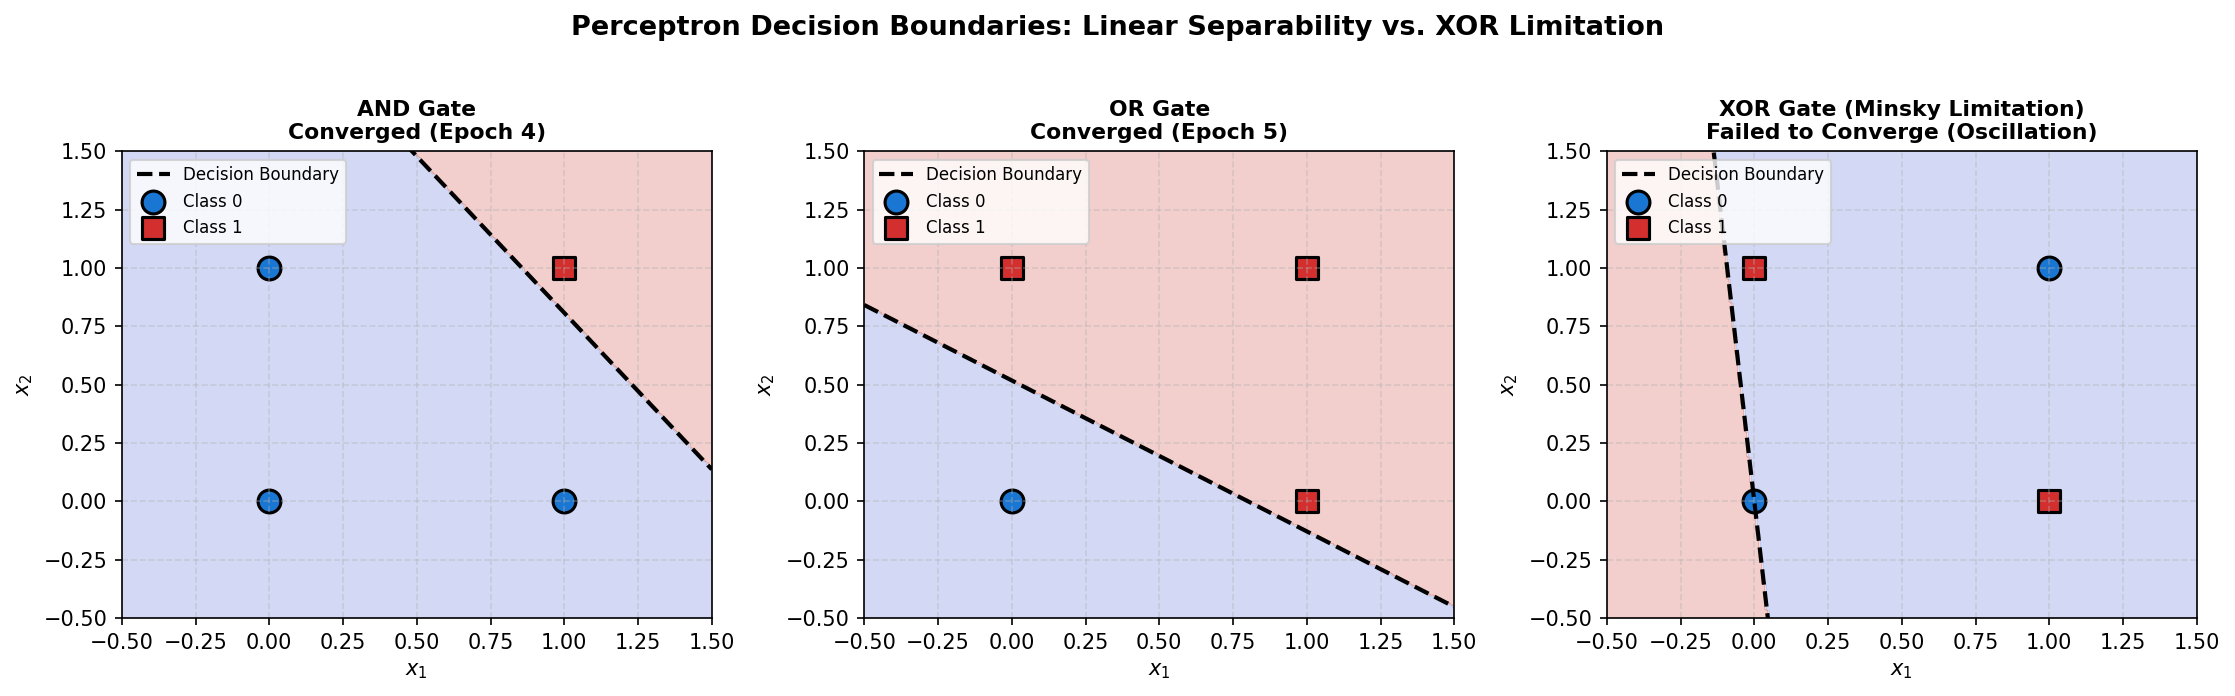 Perceptron Decision Boundaries: Linear Separability vs. XOR Limitation
AND Gate
Converged (Epoch 4)
1.50
1.25
1.00
0.75
0.50
0.25
0.00
−0.25
−0.50
x2
Decision Boundary
Class 0
Class 1
−0.50 −0.25 0.00 0.25 0.50 0.75 1.00 1.25 1.50
x1
OR Gate
Converged (Epoch 5)
1.50
1.25
1.00
0.75
0.50
0.25
0.00
−0.25
−0.50
x2
Decision Boundary
Class 0
Class 1
−0.50 −0.25 0.00 0.25 0.50 0.75 1.00 1.25 1.50
x1
XOR Gate (Minsky Limitation)
Failed to Converge (Oscillation)
1.50
1.25
1.00
0.75
0.50
0.25
0.00
−0.25
−0.50
x2
Decision Boundary
Class 0
Class 1
−0.50 −0.25 0.00 0.25 0.50 0.75 1.00 1.25 1.50
x1